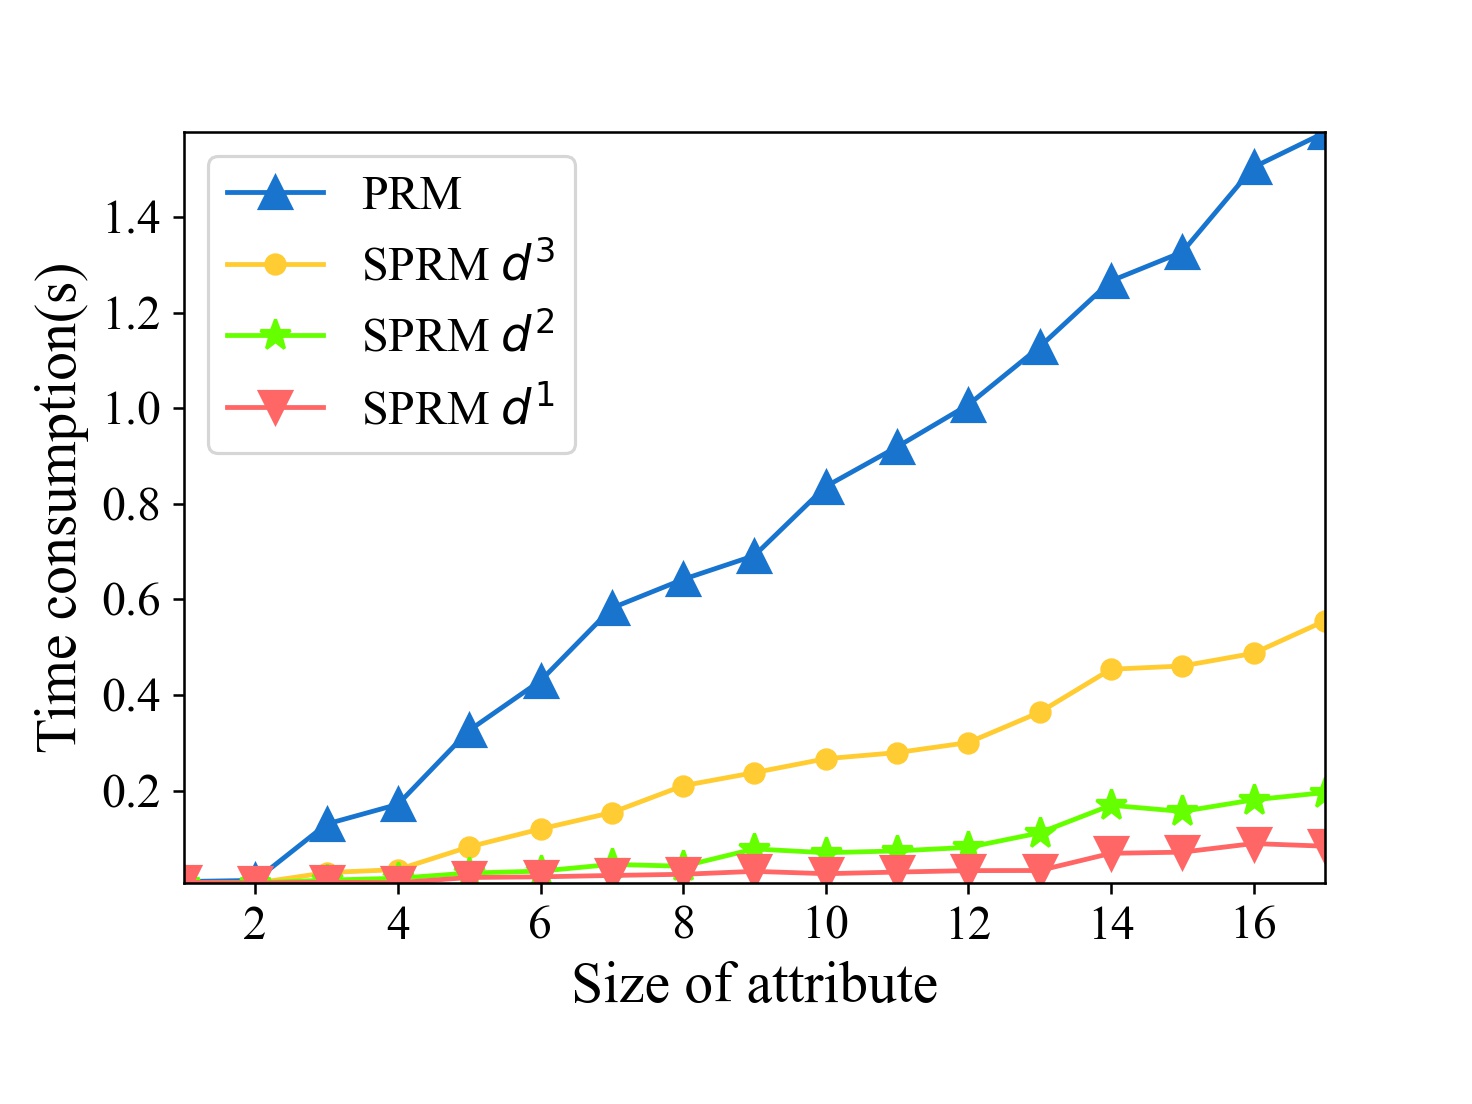 PRM
SPRM d³
SPRM d²
SPRM d¹
1.4
1.2
1.0
0.8
0.6
0.4
0.2
Time consumption(s)
2 4 6 8 10 12 14 16
Size of attribute